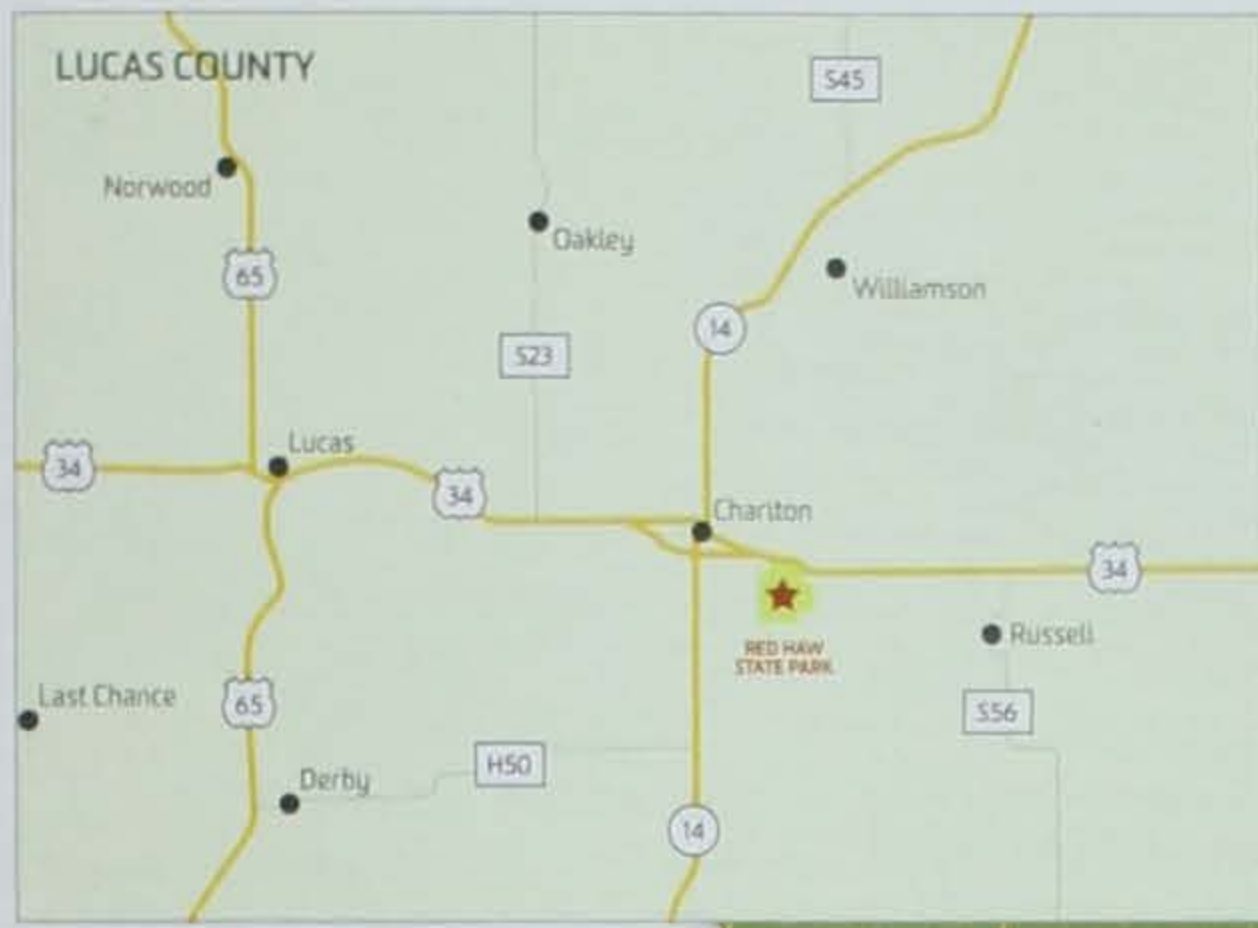 LUCAS COUNTY
S45
Norwood
Oakley
65
Williamson
14
S23
Lucas
34
34
Chariton
34
RED HAW
STATE PARK
Russell
Last Chance
65
S56
H50
Derby
14